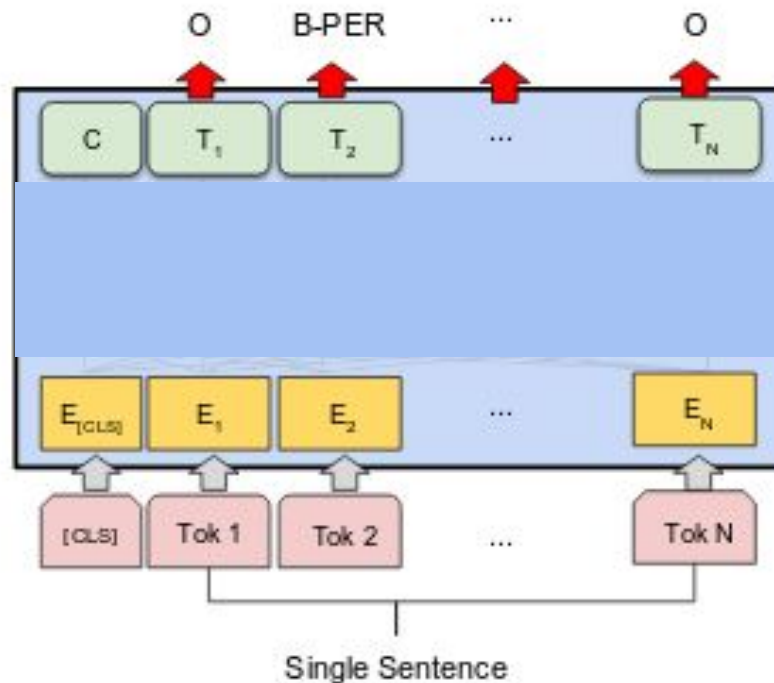 O B-PER ... O
C T1 T2 ... TN
E[CLS] E1 E2 ... EN
[CLS] Tok 1 Tok 2 ... Tok N
Single Sentence